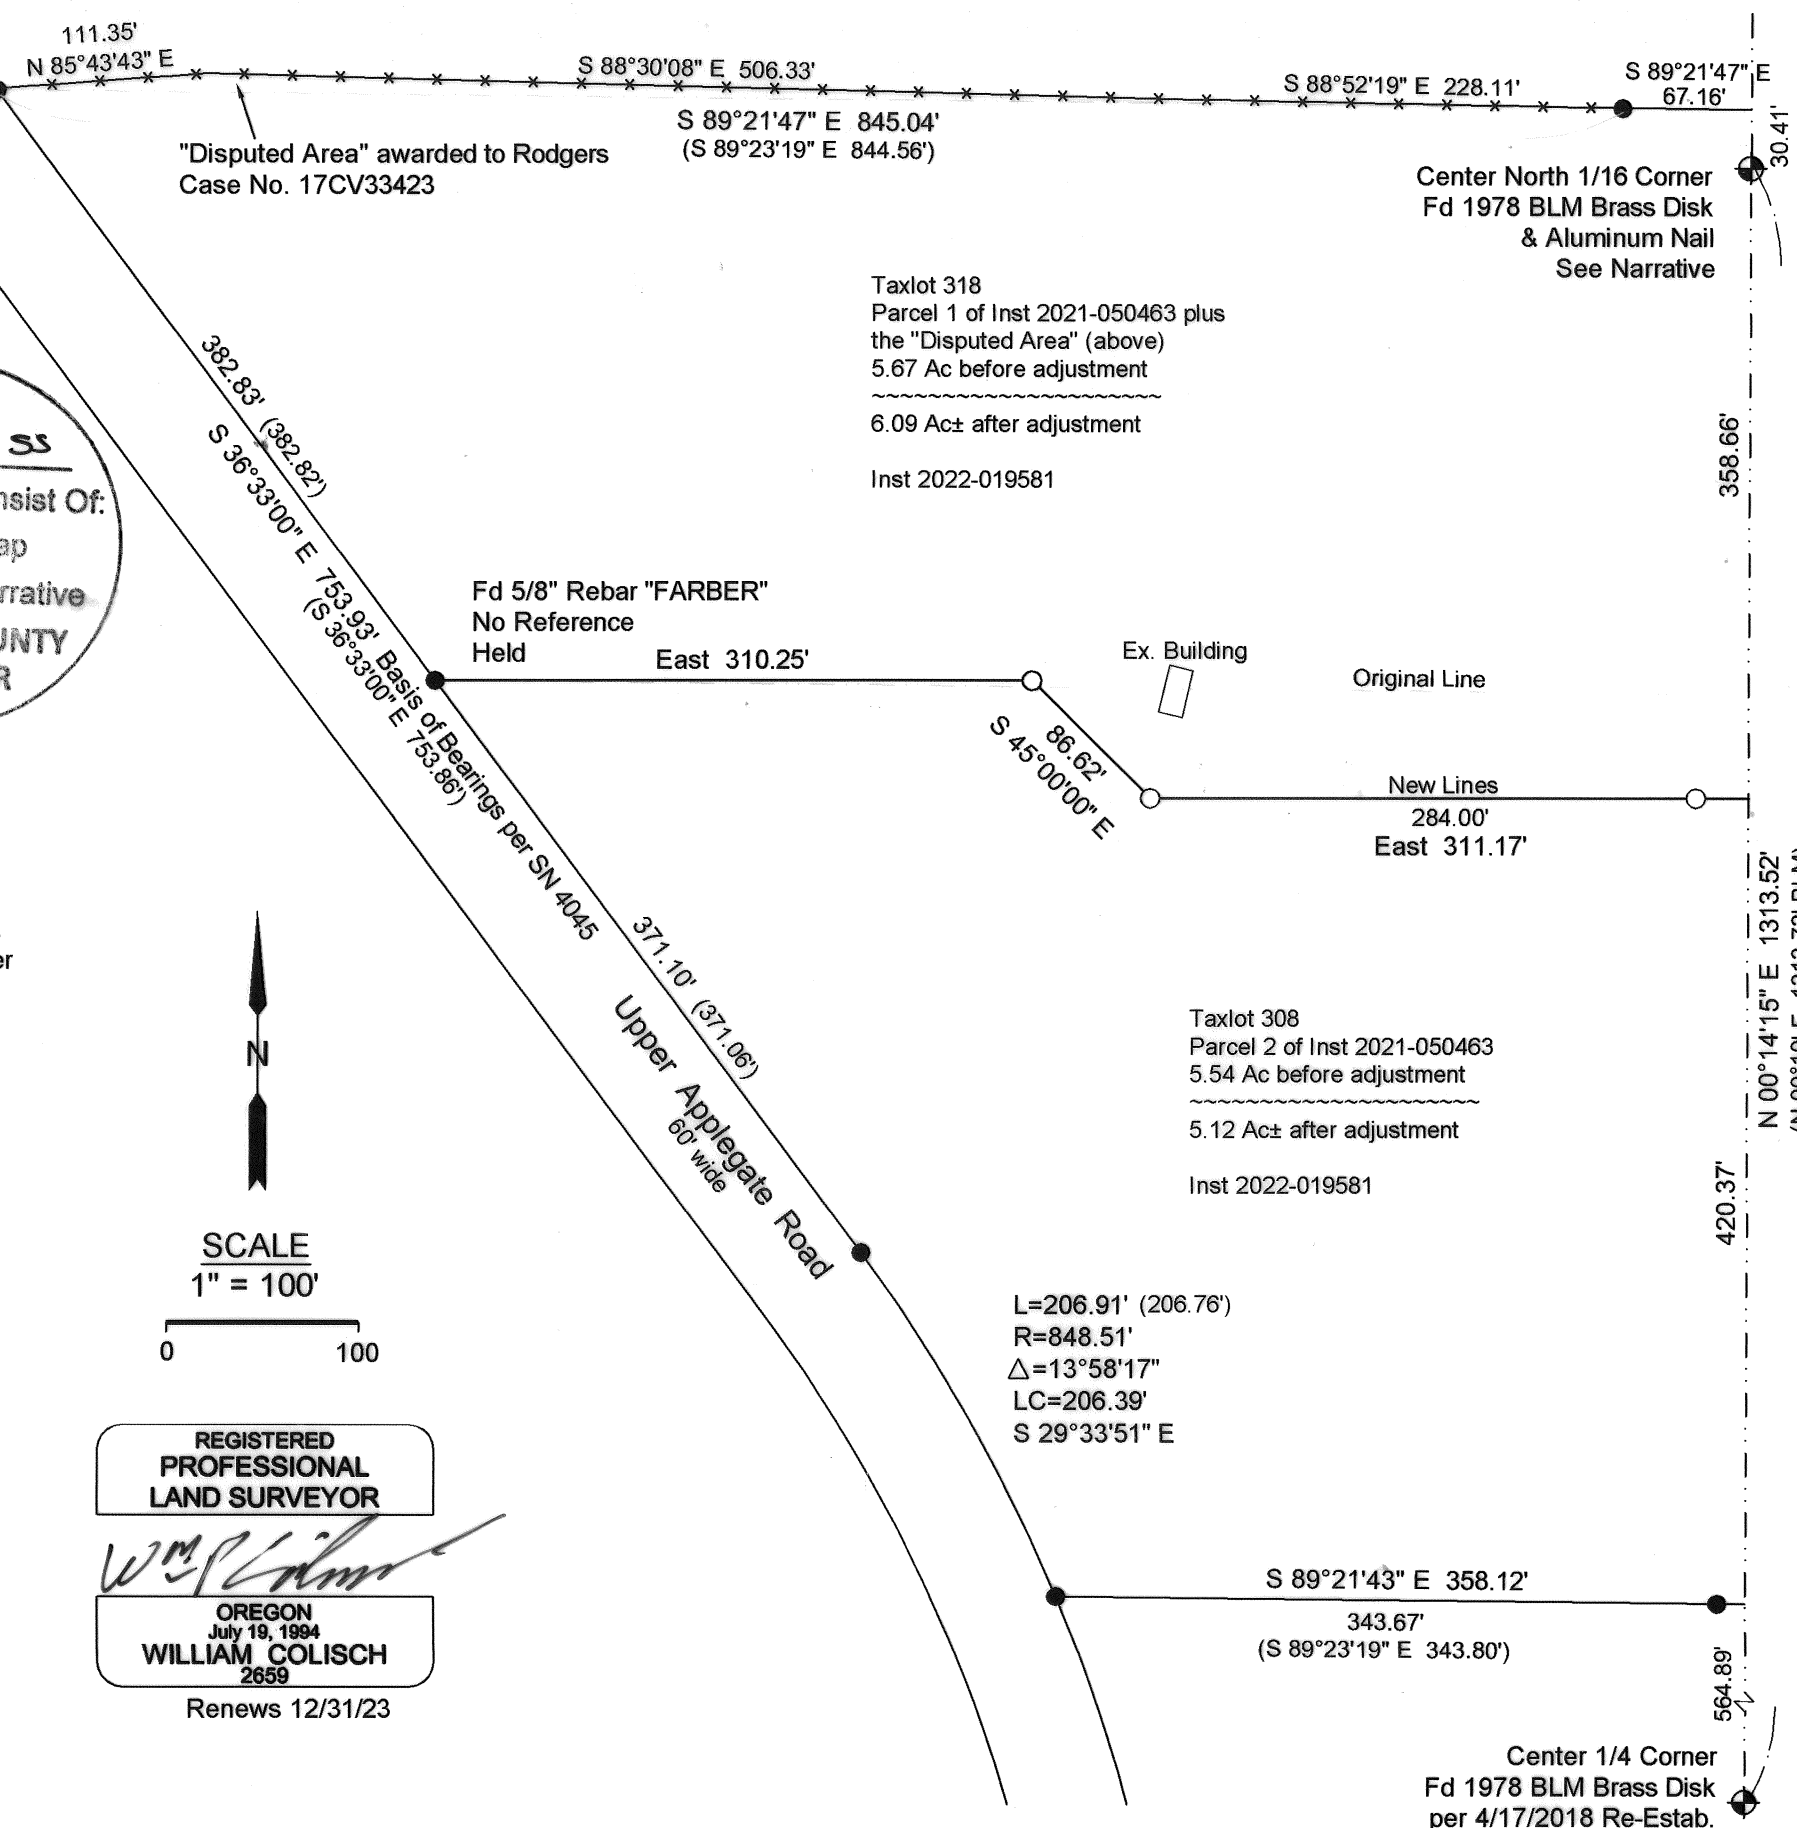 111.35'
N 85°43'43" E
S 88°30'08" E 506.33'
S 88°52'19" E 228.11'
S 89°21'47" E
67.16'
S 89°21'47" E 845.04'
(S 89°23'19" E 844.56')
30.41'
"Disputed Area" awarded to Rodgers
Case No. 17CV33423
Center North 1/16 Corner
Fd 1978 BLM Brass Disk
& Aluminum Nail
See Narrative
Taxlot 318
Parcel 1 of Inst 2021-050463 plus
the "Disputed Area" (above)
5.67 Ac before adjustment
~~~~~~~~~~~~~~~~~~~~~
6.09 Ac± after adjustment
Inst 2022-019581
382.83' (382.82')
S 36°33'00" E 753.93' Basis of Bearings per SN 4045
(S 36°33'00" E 753.86')
358.66'
SS
nsist Of:
ap
rrative
UNTY
R
Fd 5/8" Rebar "FARBER"
No Reference
Held
East 310.25'
Ex. Building
Original Line
86.62'
S 45°00'00" E
New Lines
284.00'
East 311.17'
N 00°14'15" E 1313.52'
er
N
371.10' (371.06')
Upper Applegate Road
60' wide
Taxlot 308
Parcel 2 of Inst 2021-050463
5.54 Ac before adjustment
~~~~~~~~~~~~~~~~~~~~~
5.12 Ac± after adjustment
Inst 2022-019581
420.37'
SCALE
1" = 100'
0 100
L=206.91' (206.76')
R=848.51'
△=13°58'17"
LC=206.39'
S 29°33'51" E
REGISTERED
PROFESSIONAL
LAND SURVEYOR
OREGON
July 19, 1994
WILLIAM COLISCH
2659
Renews 12/31/23
S 89°21'43" E 358.12'
343.67'
(S 89°23'19" E 343.80')
564.89'
Center 1/4 Corner
Fd 1978 BLM Brass Disk
per 4/17/2018 Re-Estab.